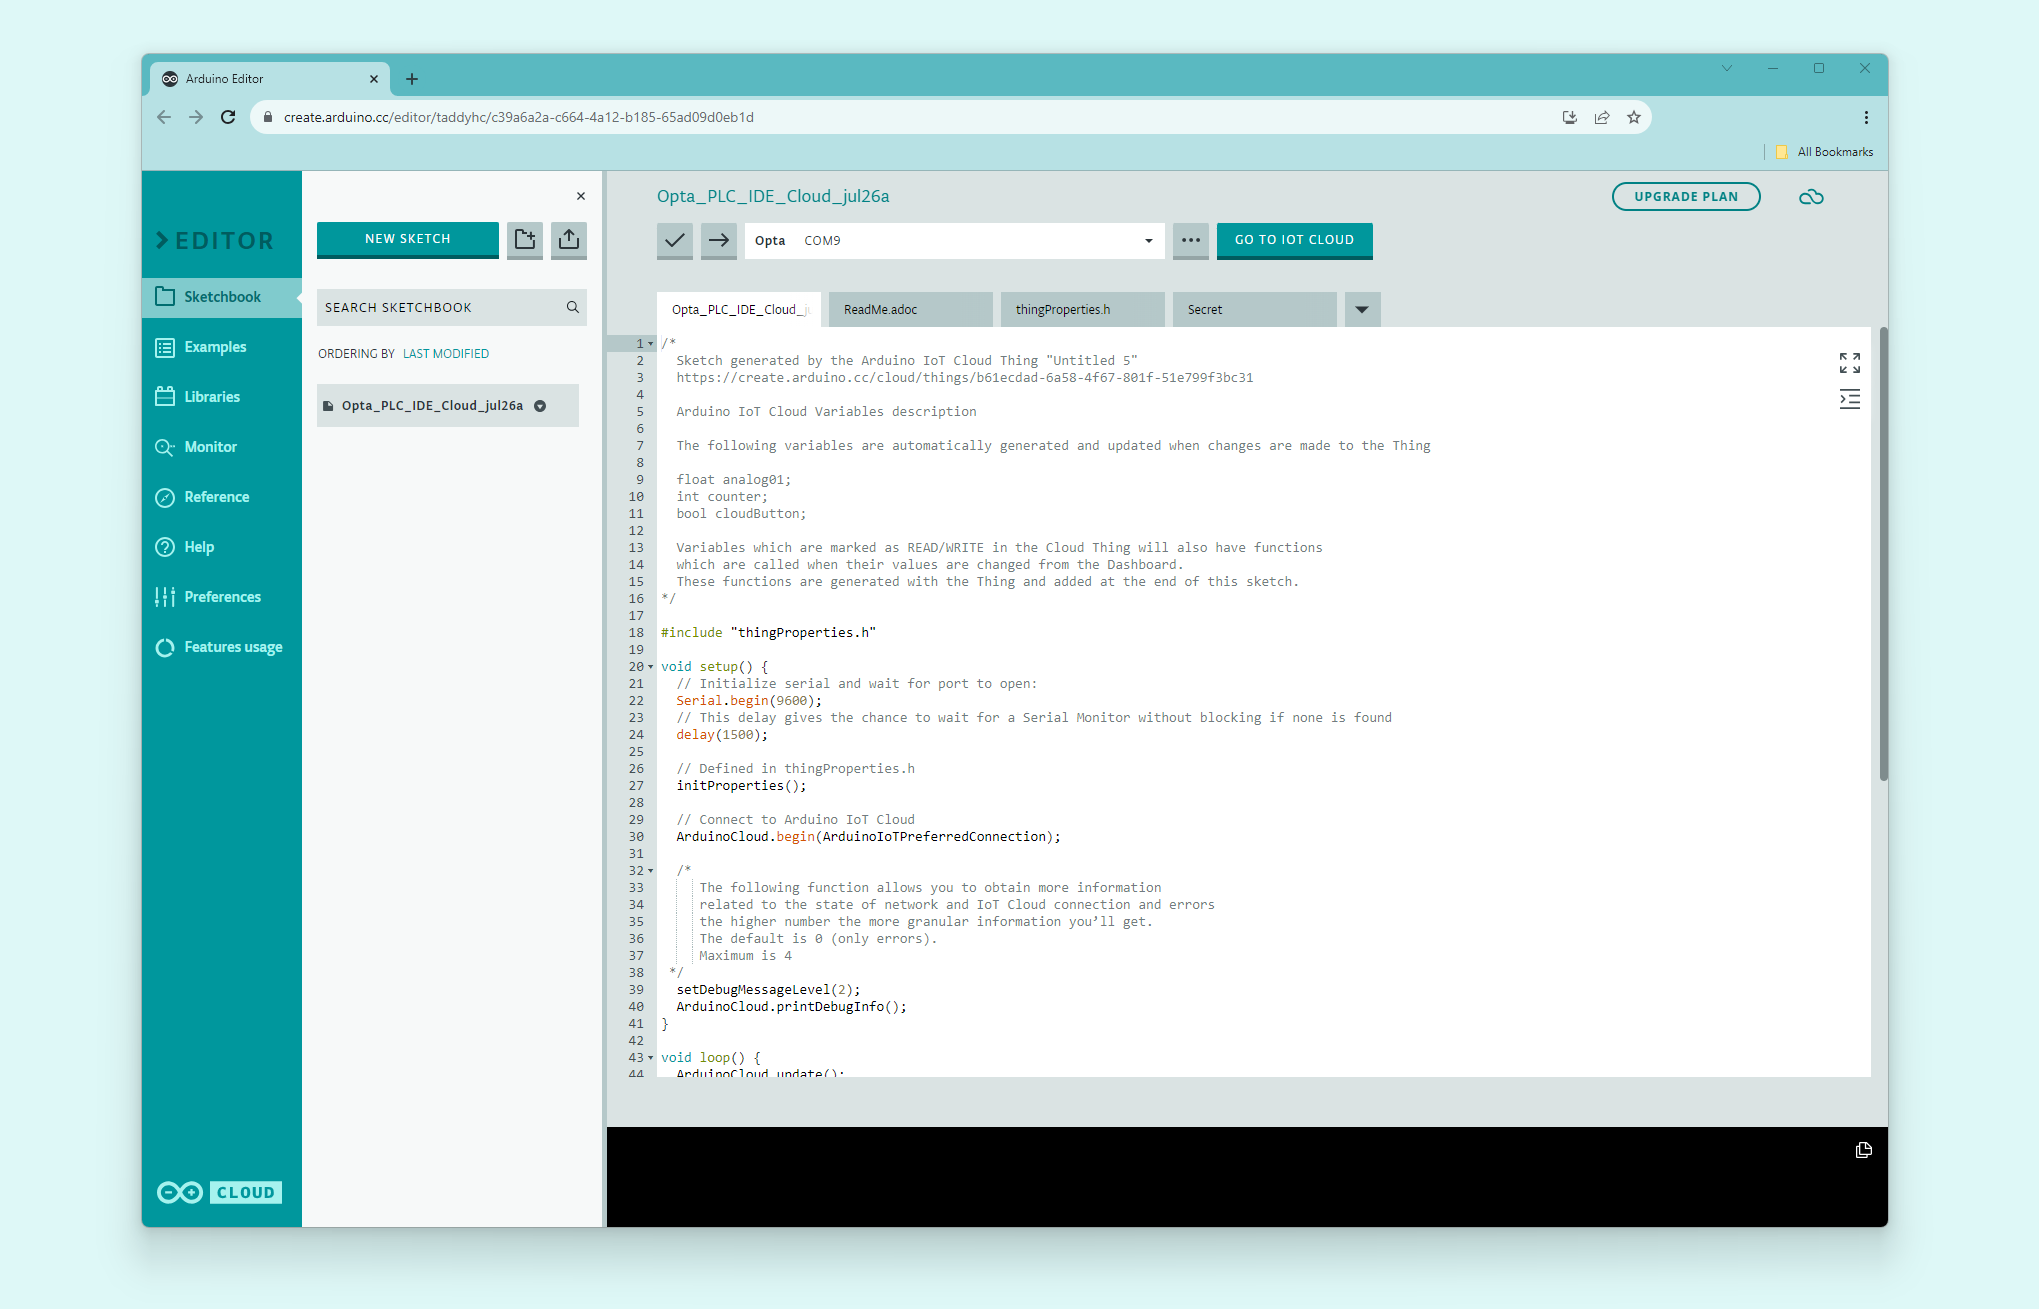 Arduino Editor
create.arduino.cc/editor/taddyhc/c39a6a2a-c664-4a12-b185-65ad09d0eb1d
All Bookmarks
EDITOR
Sketchbook
Examples
Libraries
Monitor
Reference
Help
Preferences
Features usage
CLOUD
NEW SKETCH
SEARCH SKETCHBOOK
ORDERING BY LAST MODIFIED
Opta_PLC_IDE_Cloud_jul26a
Opta_PLC_IDE_Cloud_jul26a
UPGRADE PLAN
Opta COM9
GO TO IOT CLOUD
Opta_PLC_IDE_Cloud_ju
ReadMe.adoc
thingProperties.h
Secret
1 /*
2 Sketch generated by the Arduino IoT Cloud Thing "Untitled 5"
3 https://create.arduino.cc/cloud/things/b61ecdad-6a58-4f67-801f-51e799f3bc31
4
5 Arduino IoT Cloud Variables description
6
7 The following variables are automatically generated and updated when changes are made to the Thing
8
9 float analog01;
10 int counter;
11 bool cloudButton;
12
13 Variables which are marked as READ/WRITE in the Cloud Thing will also have functions
14 which are called when their values are changed from the Dashboard.
15 These functions are generated with the Thing and added at the end of this sketch.
16 */
17
18 #include "thingProperties.h"
19
20 void setup() {
21 // Initialize serial and wait for port to open:
22 Serial.begin(9600);
23 // This delay gives the chance to wait for a Serial Monitor without blocking if none is found
24 delay(1500);
25
26 // Defined in thingProperties.h
27 initProperties();
28
29 // Connect to Arduino IoT Cloud
30 ArduinoCloud.begin(ArduinoIoTPreferredConnection);
31
32 /*
33 The following function allows you to obtain more information
34 related to the state of network and IoT Cloud connection and errors
35 the higher number the more granular information you’ll get.
36 The default is 0 (only errors).
37 Maximum is 4
38 */
39 setDebugMessageLevel(2);
40 ArduinoCloud.printDebugInfo();
41 }
42
43 void loop() {
44 ArduinoCloud.update();